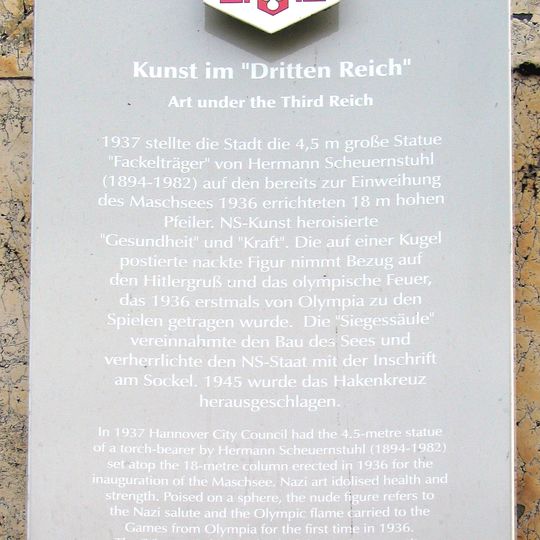 Kunst im "Dritten Reich"
Art under the Third Reich
1937 stellte die Stadt die 4,5 m große Statue
"Fackelträger" von Hermann Scheuernstuhl
(1894-1982) auf den bereits zur Einweihung
des Maschsees 1936 errichteten 18 m hohen
Pfeiler. NS-Kunst heroisierte
"Gesundheit" und "Kraft". Die auf einer Kugel
postierte nackte Figur nimmt Bezug auf
den Hitlergruß und das olympische Feuer,
das 1936 erstmals von Olympia zu den
Spielen getragen wurde. Die "Siegessäule"
vereinnahmte den Bau des Sees und
verherrlichte den NS-Staat mit der Inschrift
am Sockel. 1945 wurde das Hakenkreuz
herausgeschlagen.
In 1937 Hannover City Council had the 4.5-metre statue
of a torch-bearer by Hermann Scheuernstuhl (1894-1982)
set atop the 18-metre column erected in 1936 for the
inauguration of the Maschsee. Nazi art idolised health and
strength. Poised on a sphere, the nude figure refers to
the Nazi salute and the Olympic flame carried to the
Games from Olympia for the first time in 1936.